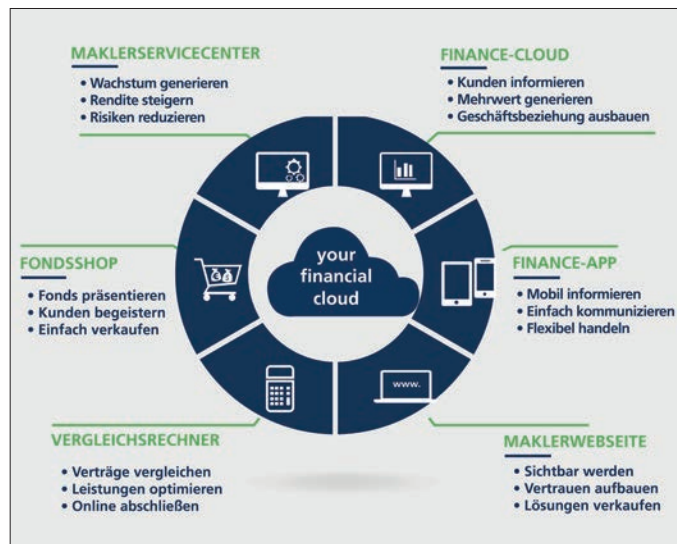 MAKLERSERVICECENTER
• Wachstum generieren
• Rendite steigern
• Risiken reduzieren
FINANCE-CLOUD
• Kunden informieren
• Mehrwert generieren
• Geschäftsbeziehung ausbauen
FONDSSHOP
• Fonds präsentieren
• Kunden begeistern
• Einfach verkaufen
your
financial
cloud
FINANCE-APP
• Mobil informieren
• Einfach kommunizieren
• Flexibel handeln
www.
VERGLEICHSRECHNER
• Verträge vergleichen
• Leistungen optimieren
• Online abschließen
MAKLERWEBSEITE
• Sichtbar werden
• Vertrauen aufbauen
• Lösungen verkaufen